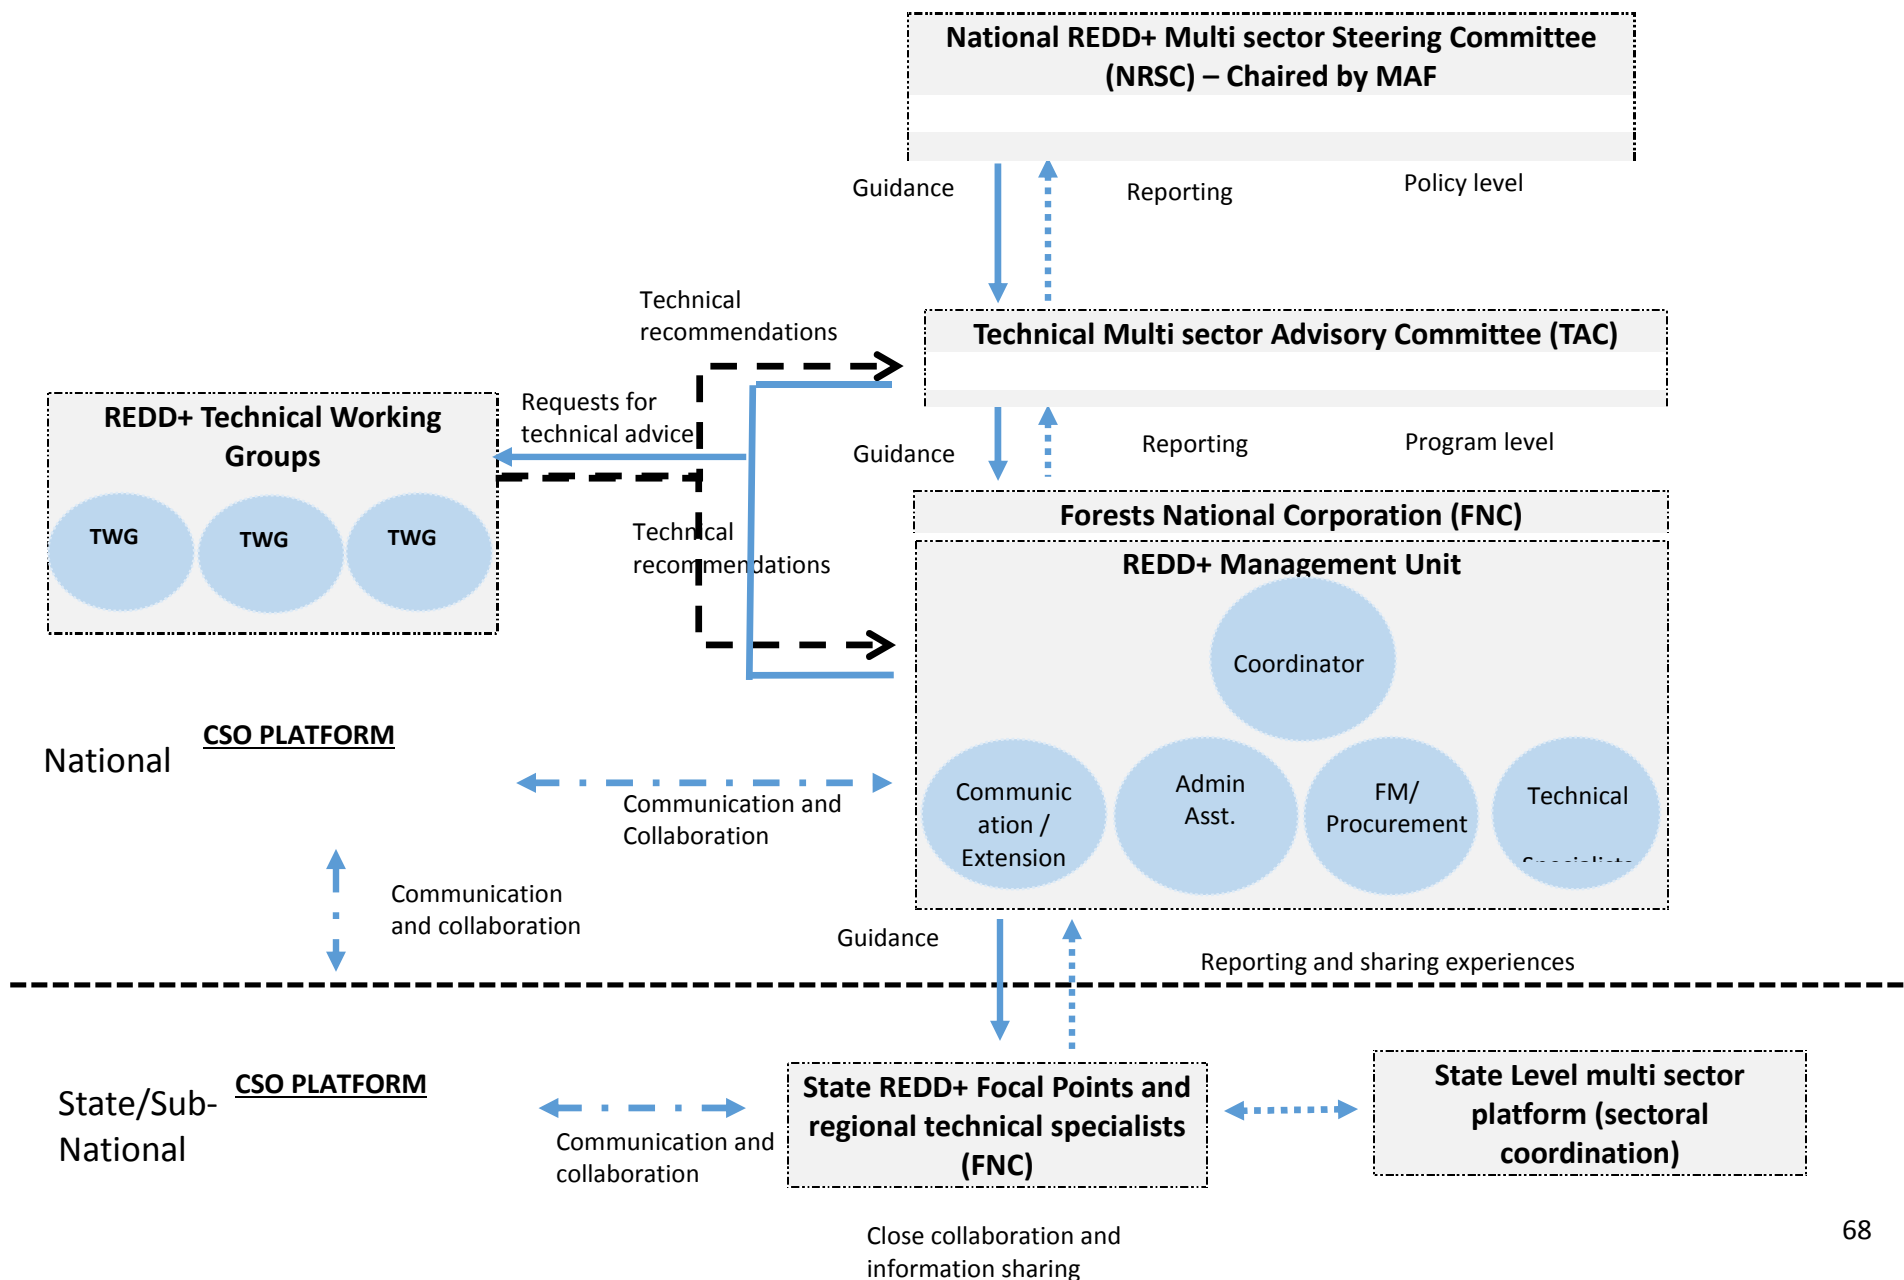 National REDD+ Multi sector Steering Committee
(NRSC) – Chaired by MAF
Guidance
Reporting
Policy level
Technical
recommendations
Technical Multi sector Advisory Committee (TAC)
REDD+ Technical Working
Groups
Requests for
technical advice
Guidance
Reporting
Program level
TWG
TWG
TWG
Technical
recommendations
Forests National Corporation (FNC)
REDD+ Management Unit
Coordinator
National
CSO PLATFORM
Communication and
Collaboration
Communic
ation /
Extension
Admin
Asst.
FM/
Procurement
Technical
Specialists
Communication
and collaboration
Guidance
Reporting and sharing experiences
State/Sub-
National
CSO PLATFORM
Communication and
collaboration
State REDD+ Focal Points and
regional technical specialists
(FNC)
State Level multi sector
platform (sectoral
coordination)
Close collaboration and
information sharing
68